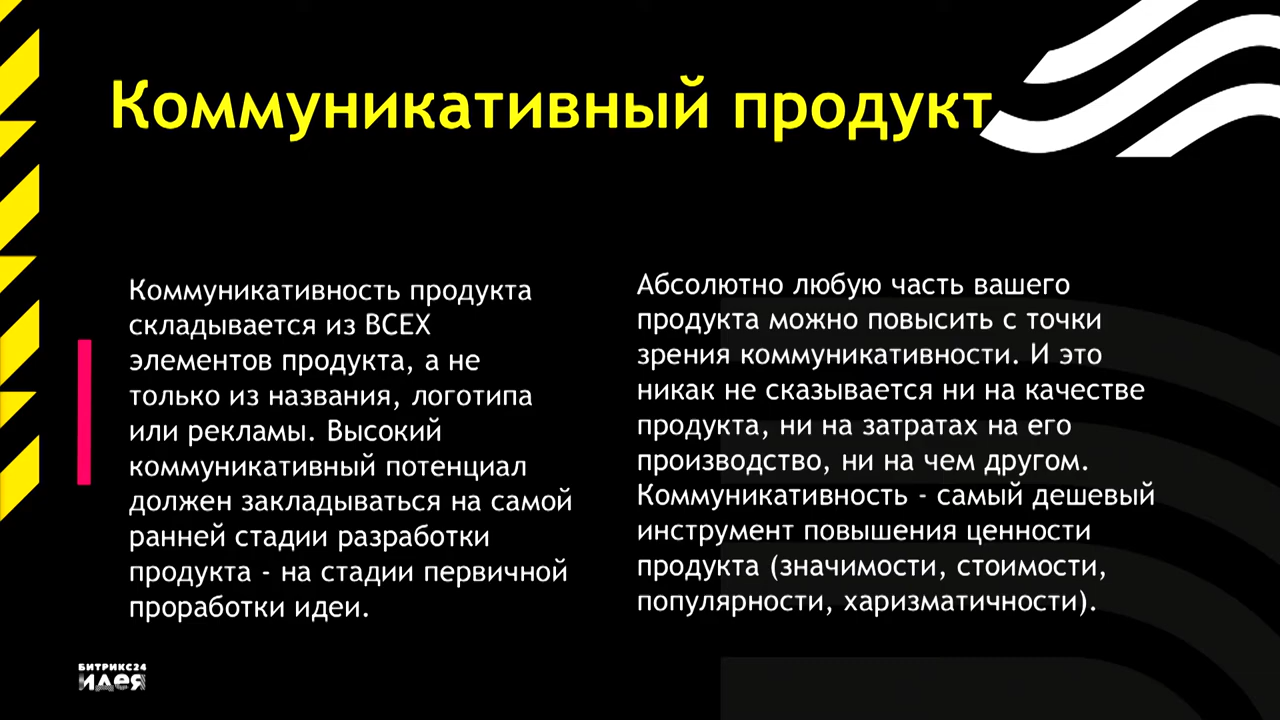 Коммуникативный продукт
Коммуникативность продукта
складывается из ВСЕХ
элементов продукта, а не
только из названия, логотипа
или рекламы. Высокий
коммуникативный потенциал
должен закладываться на самой
ранней стадии разработки
продукта - на стадии первичной
проработки идеи.
Абсолютно любую часть вашего
продукта можно повысить с точки
зрения коммуникативности. И это
никак не сказывается ни на качестве
продукта, ни на затратах на его
производство, ни на чем другом.
Коммуникативность - самый дешевый
инструмент повышения ценности
продукта (значимости, стоимости,
популярности, харизматичности).
БИТРИКС24
идея